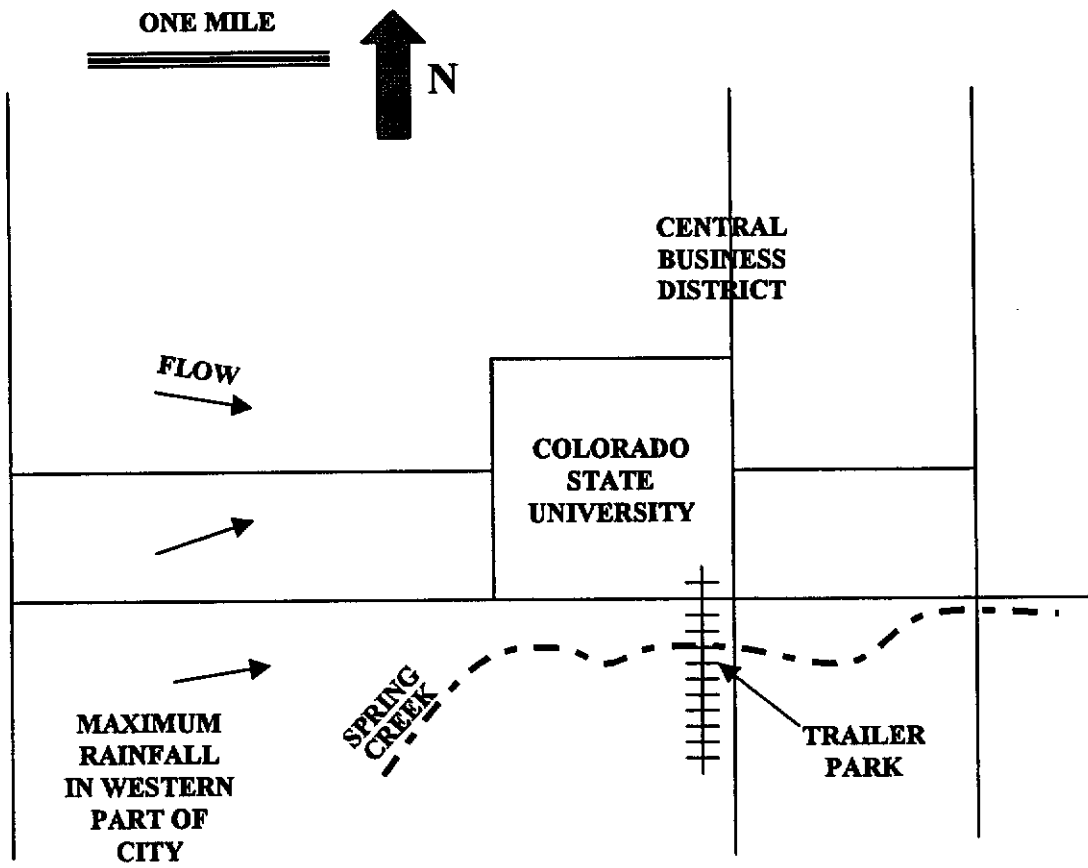 ONE MILE
N
CENTRAL
BUSINESS
DISTRICT
FLOW
COLORADO
STATE
UNIVERSITY
SPRING
CREEK
MAXIMUM
RAINFALL
IN WESTERN
PART OF
CITY
TRAILER
PARK